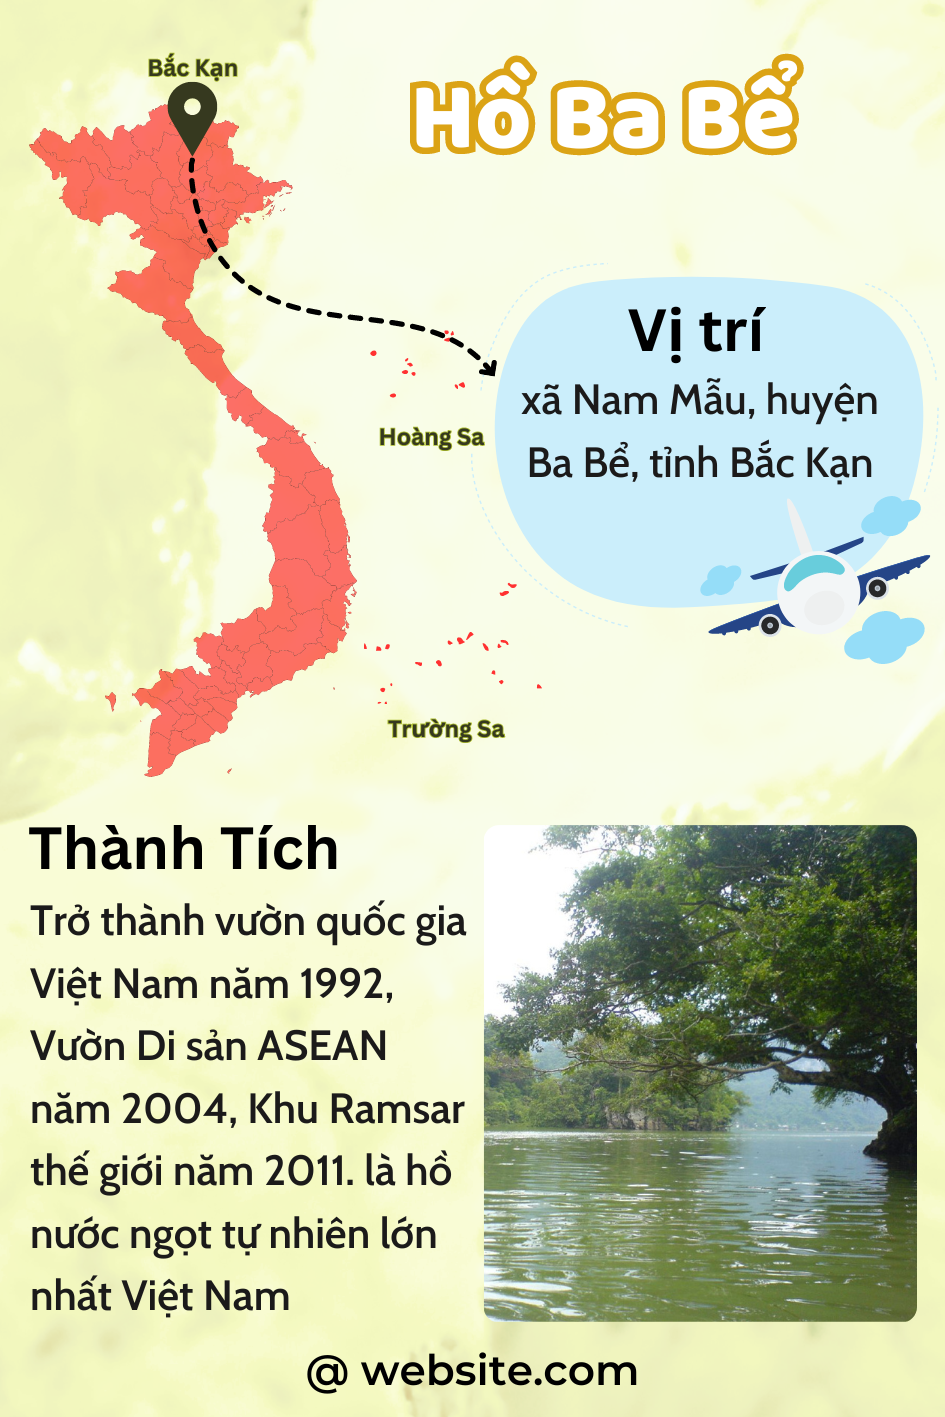 Bắc Kạn
Hồ Ba Bể
Vị trí
xã Nam Mẫu, huyện
Ba Bể, tỉnh Bắc Kạn
Hoàng Sa
Trường Sa
Thành Tích
Trở thành vườn quốc gia
Việt Nam năm 1992,
Vườn Di sản ASEAN
năm 2004, Khu Ramsar
thế giới năm 2011. là hồ
nước ngọt tự nhiên lớn
nhất Việt Nam
@ website.com